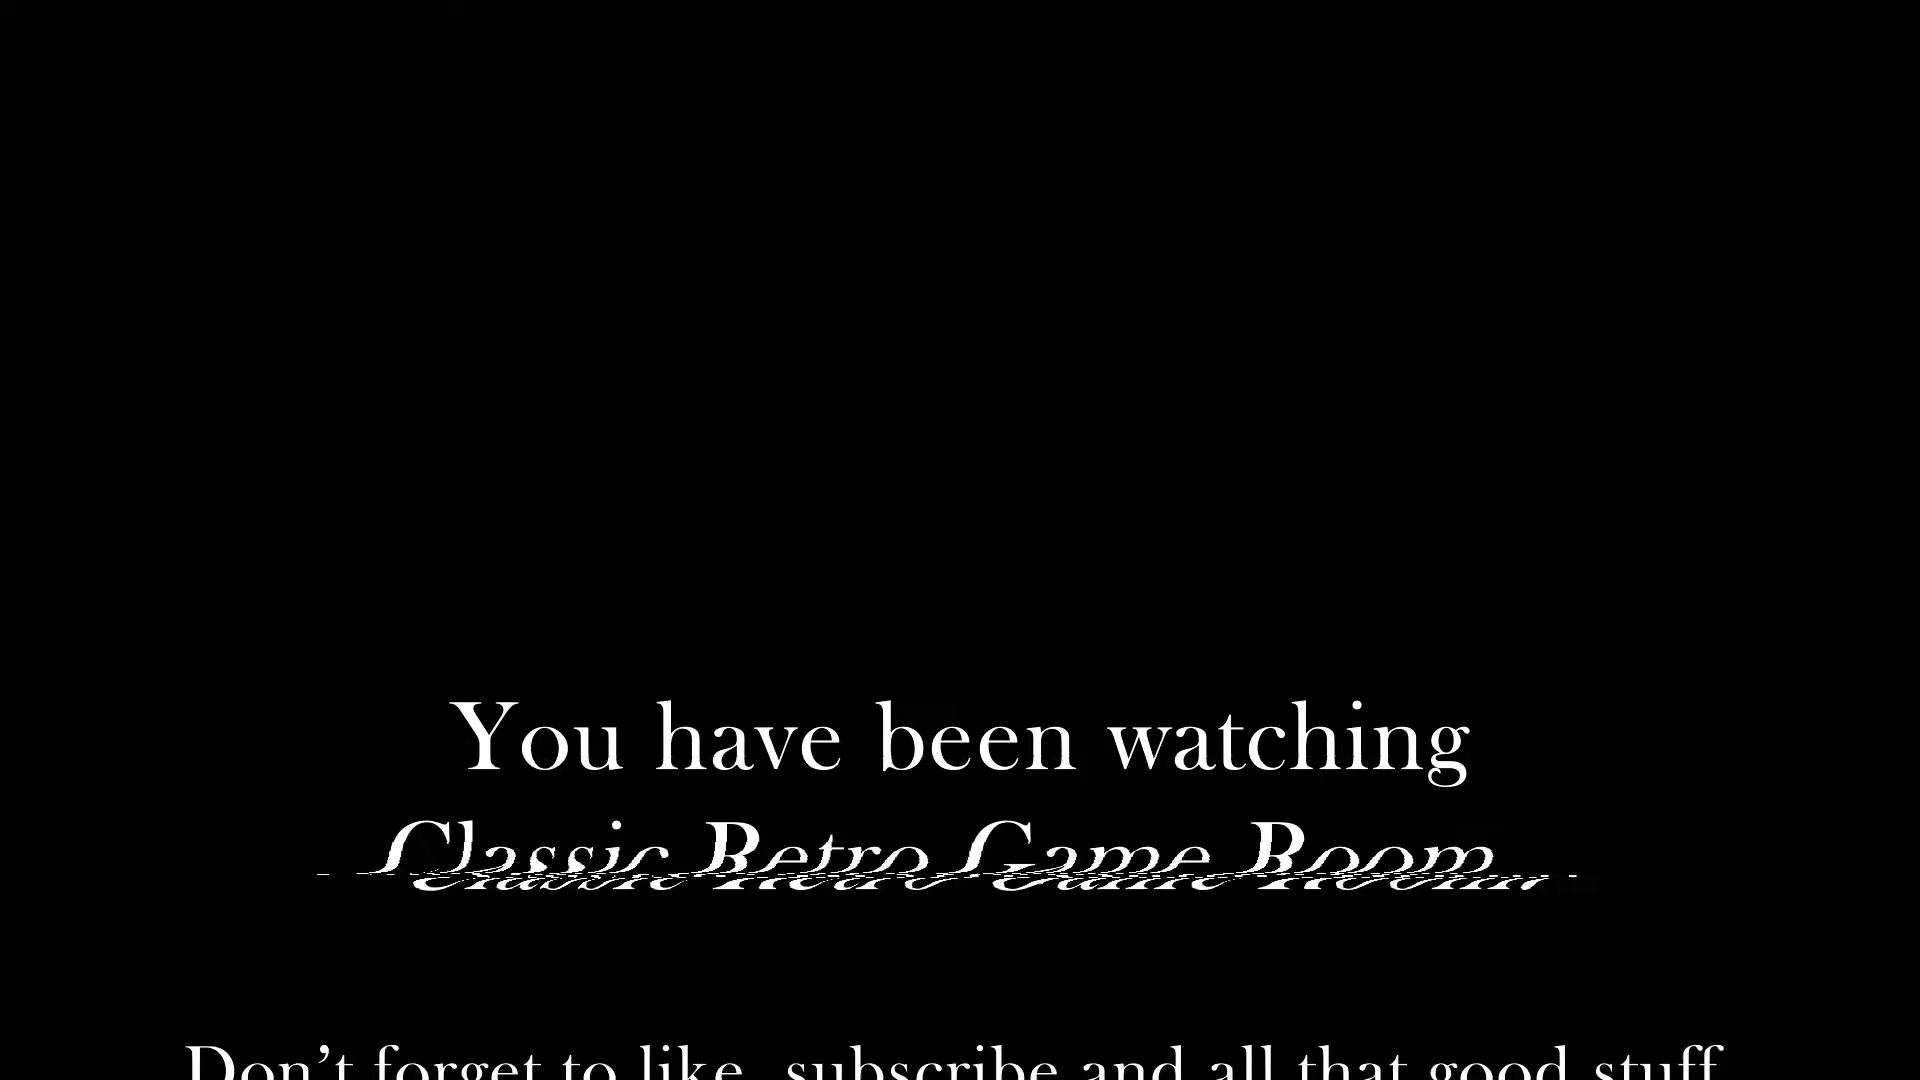 You have been watching
Classic Retro Game Room.
Don't forget to like, subscribe and all that good stuff